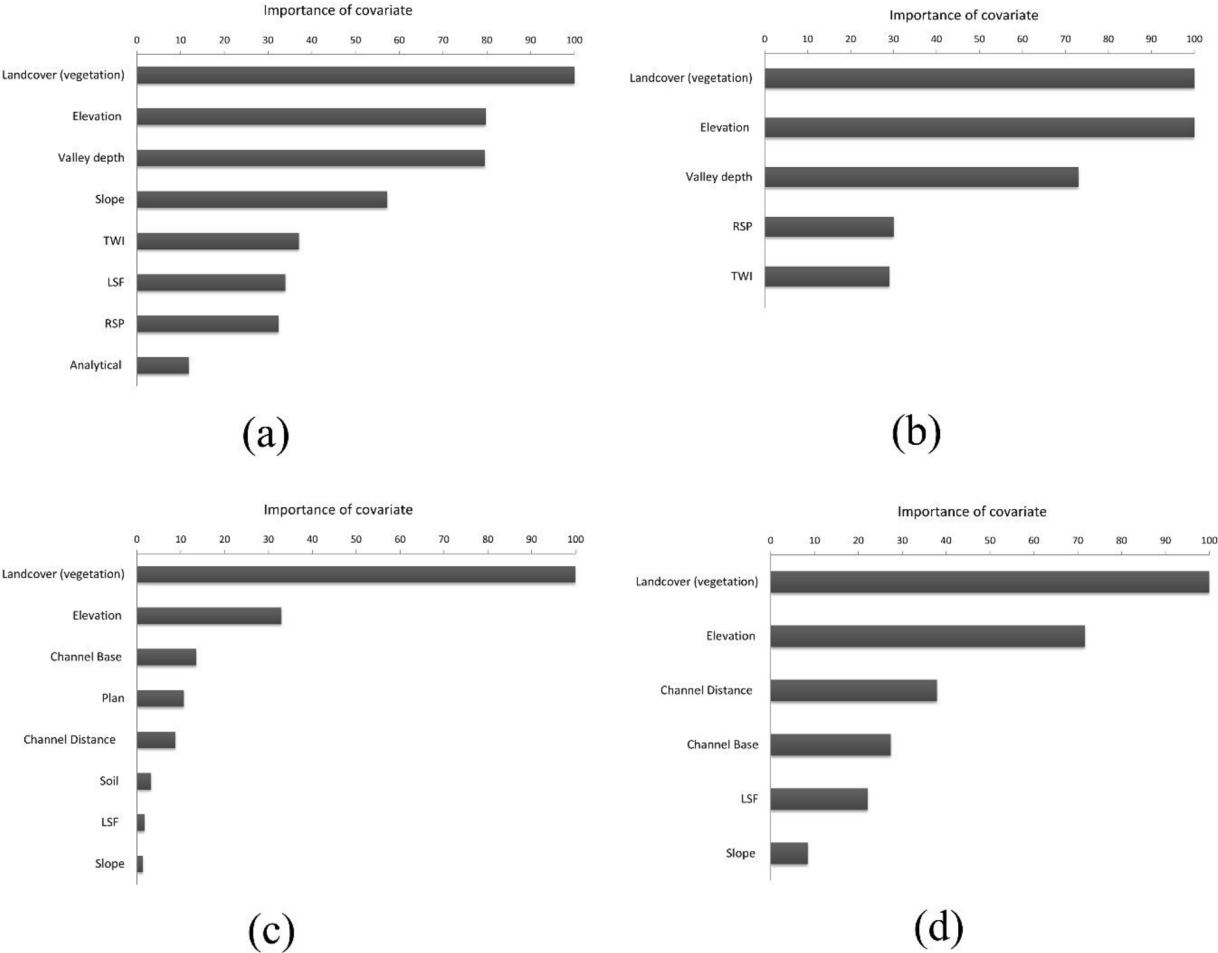 Importance of covariate
0 10 20 30 40 50 60 70 80 90 100
Landcover (vegetation)
Elevation
Valley depth
Slope
TWI
LSF
RSP
Analytical
(a)
Importance of covariate
0 10 20 30 40 50 60 70 80 90 100
Landcover (vegetation)
Elevation
Valley depth
RSP
TWI
(b)
Importance of covariate
0 10 20 30 40 50 60 70 80 90 100
Landcover (vegetation)
Elevation
Channel Base
Plan
Channel Distance
Soil
LSF
Slope
(c)
Importance of covariate
0 10 20 30 40 50 60 70 80 90 100
Landcover (vegetation)
Elevation
Channel Distance
Channel Base
LSF
Slope
(d)